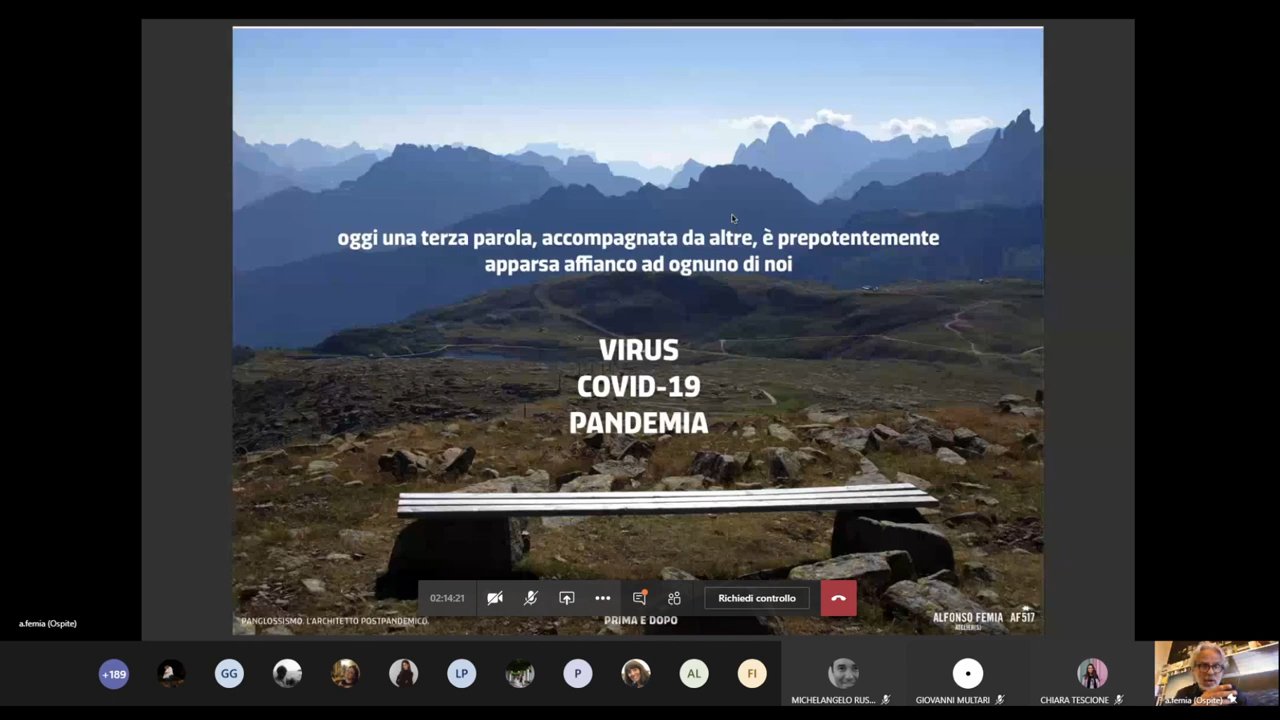 oggi una terza parola, accompagnata da altre, è prepotentemente
apparsa affianco ad ognuno di noi
VIRUS
COVID-19
PANDEMIA
02:14:21
Richiedi controllo
PANGLOSSISMO. L'ARCHITETTO POSTPANDEMICO.
PRIMA E DOPO
ALFONSO FEMIA AF517
ATELIER(S)
a.femia (Ospite)
+189
GG
LP
P
AL
FI
MICHELANGELO RUS...
GIOVANNI MULTARI
CHIARA TESCIONE
a.femia (Ospite)